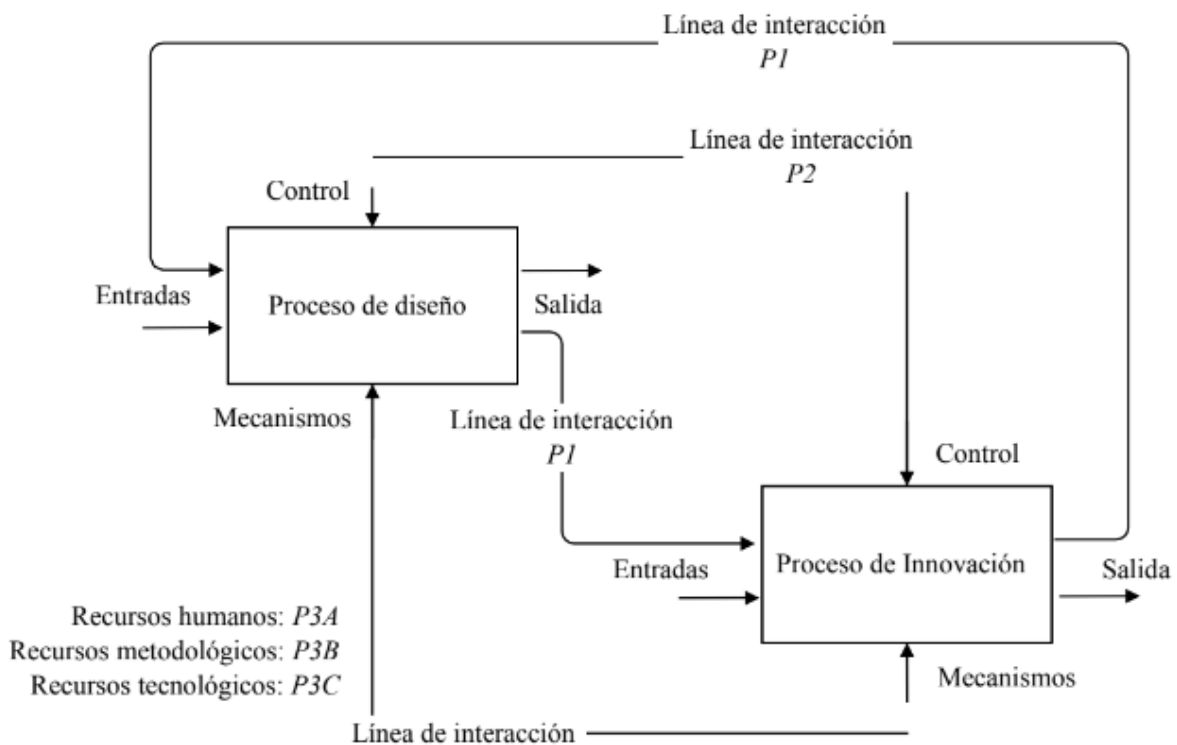 Línea de interacción
P1
Línea de interacción
P2
Control
Entradas
Proceso de diseño
Salida
Mecanismos
Línea de interacción
P1
Control
Entradas
Proceso de Innovación
Salida
Recursos humanos: P3A
Recursos metodológicos: P3B
Recursos tecnológicos: P3C
Mecanismos
Línea de interacción